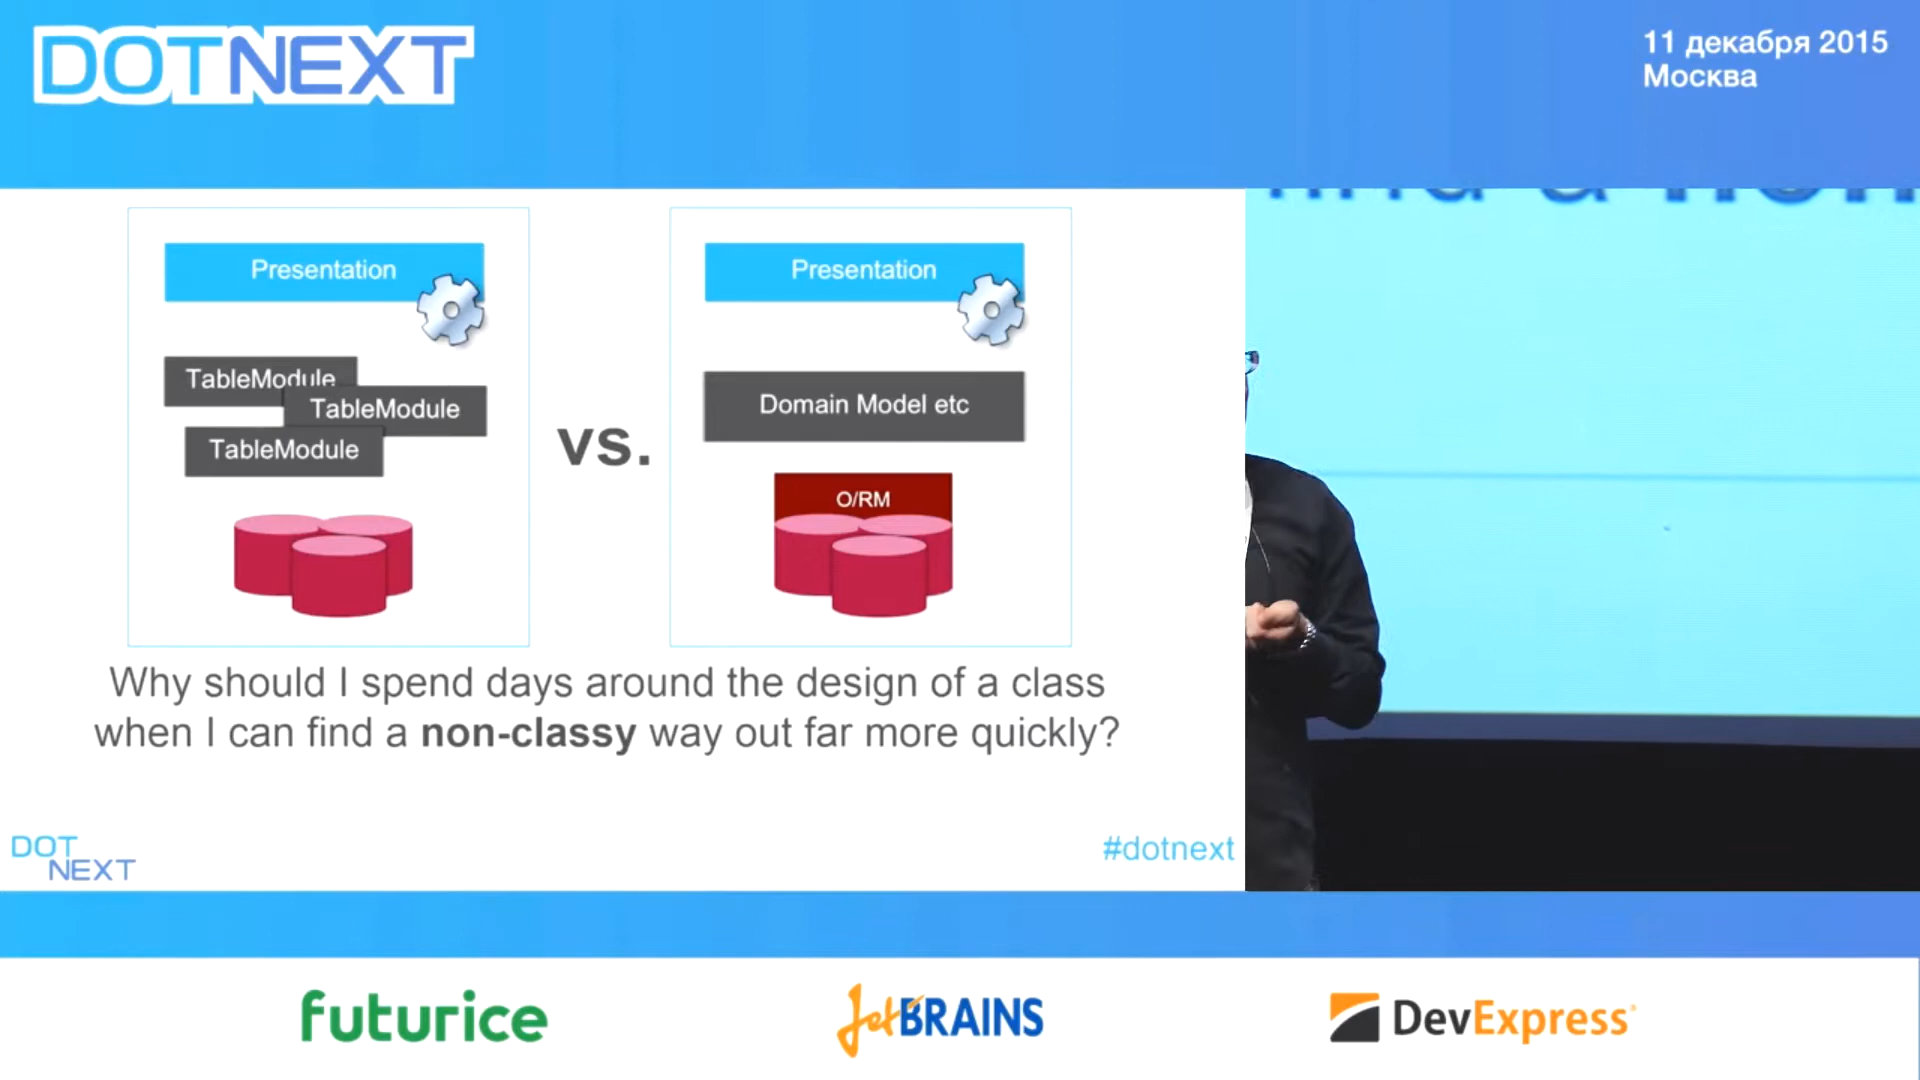 DOTNEXT
11 декабря 2015
Москва
Presentation
TableModule
TableModule
TableModule
vs.
Presentation
Domain Model etc
O/RM
Why should I spend days around the design of a class
when I can find a non-classy way out far more quickly?
DOT
NEXT
#dotnext
futurice
JetBRAINS
DevExpress